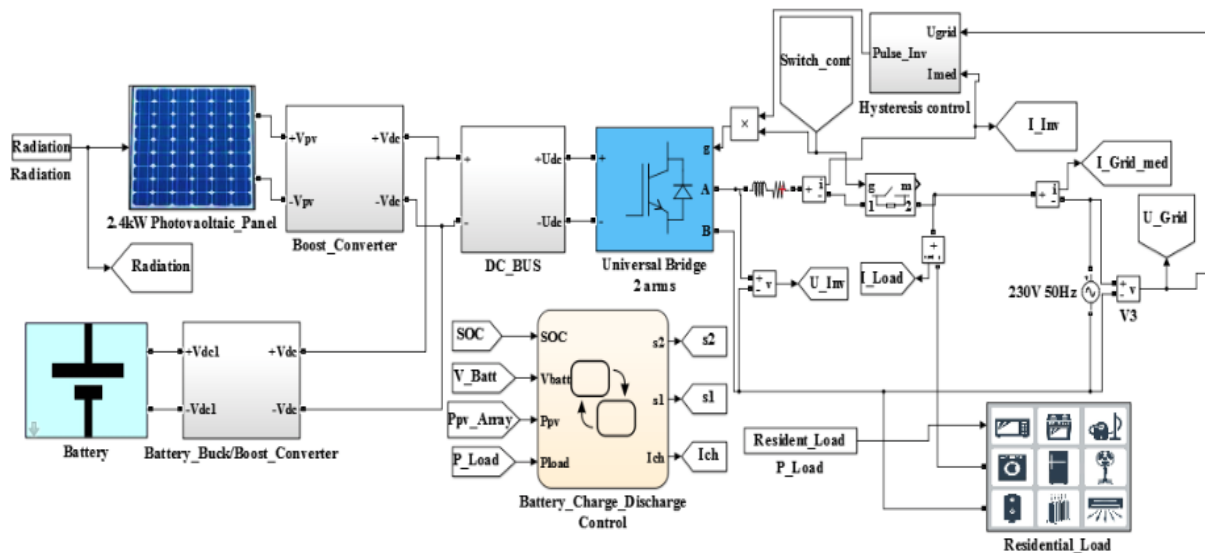 Radiation
Radiation
2.4kW Photovoaltaic_Panel
Radiation
+Vpv
-Vpv
+Vdc
-Vdc
Boost_Converter
+
-
+Udc
-Udc
DC_BUS
+
-
g
A
B
Universal Bridge
2 arms
×
Switch_cont
Pulse_Inv
Ugrid
Imed
Hysteresis control
I_Inv
+
-
i
g
m
1
2
+
-
i
I_Grid_med
U_Grid
I_Load
+
-
i
+
-
v
U_Inv
230V 50Hz
+
+
-
v
V3
Battery
+Vdc1
-Vdc1
+Vdc
-Vdc
Battery_Buck/Boost_Converter
SOC
V_Batt
Ppv_Array
P_Load
SOC
Vbatt
Ppv
Pload
s2
s1
Ich
s2
s1
Ich
Battery_Charge_Discharge
Control
Resident_Load
P_Load
Residential_Load